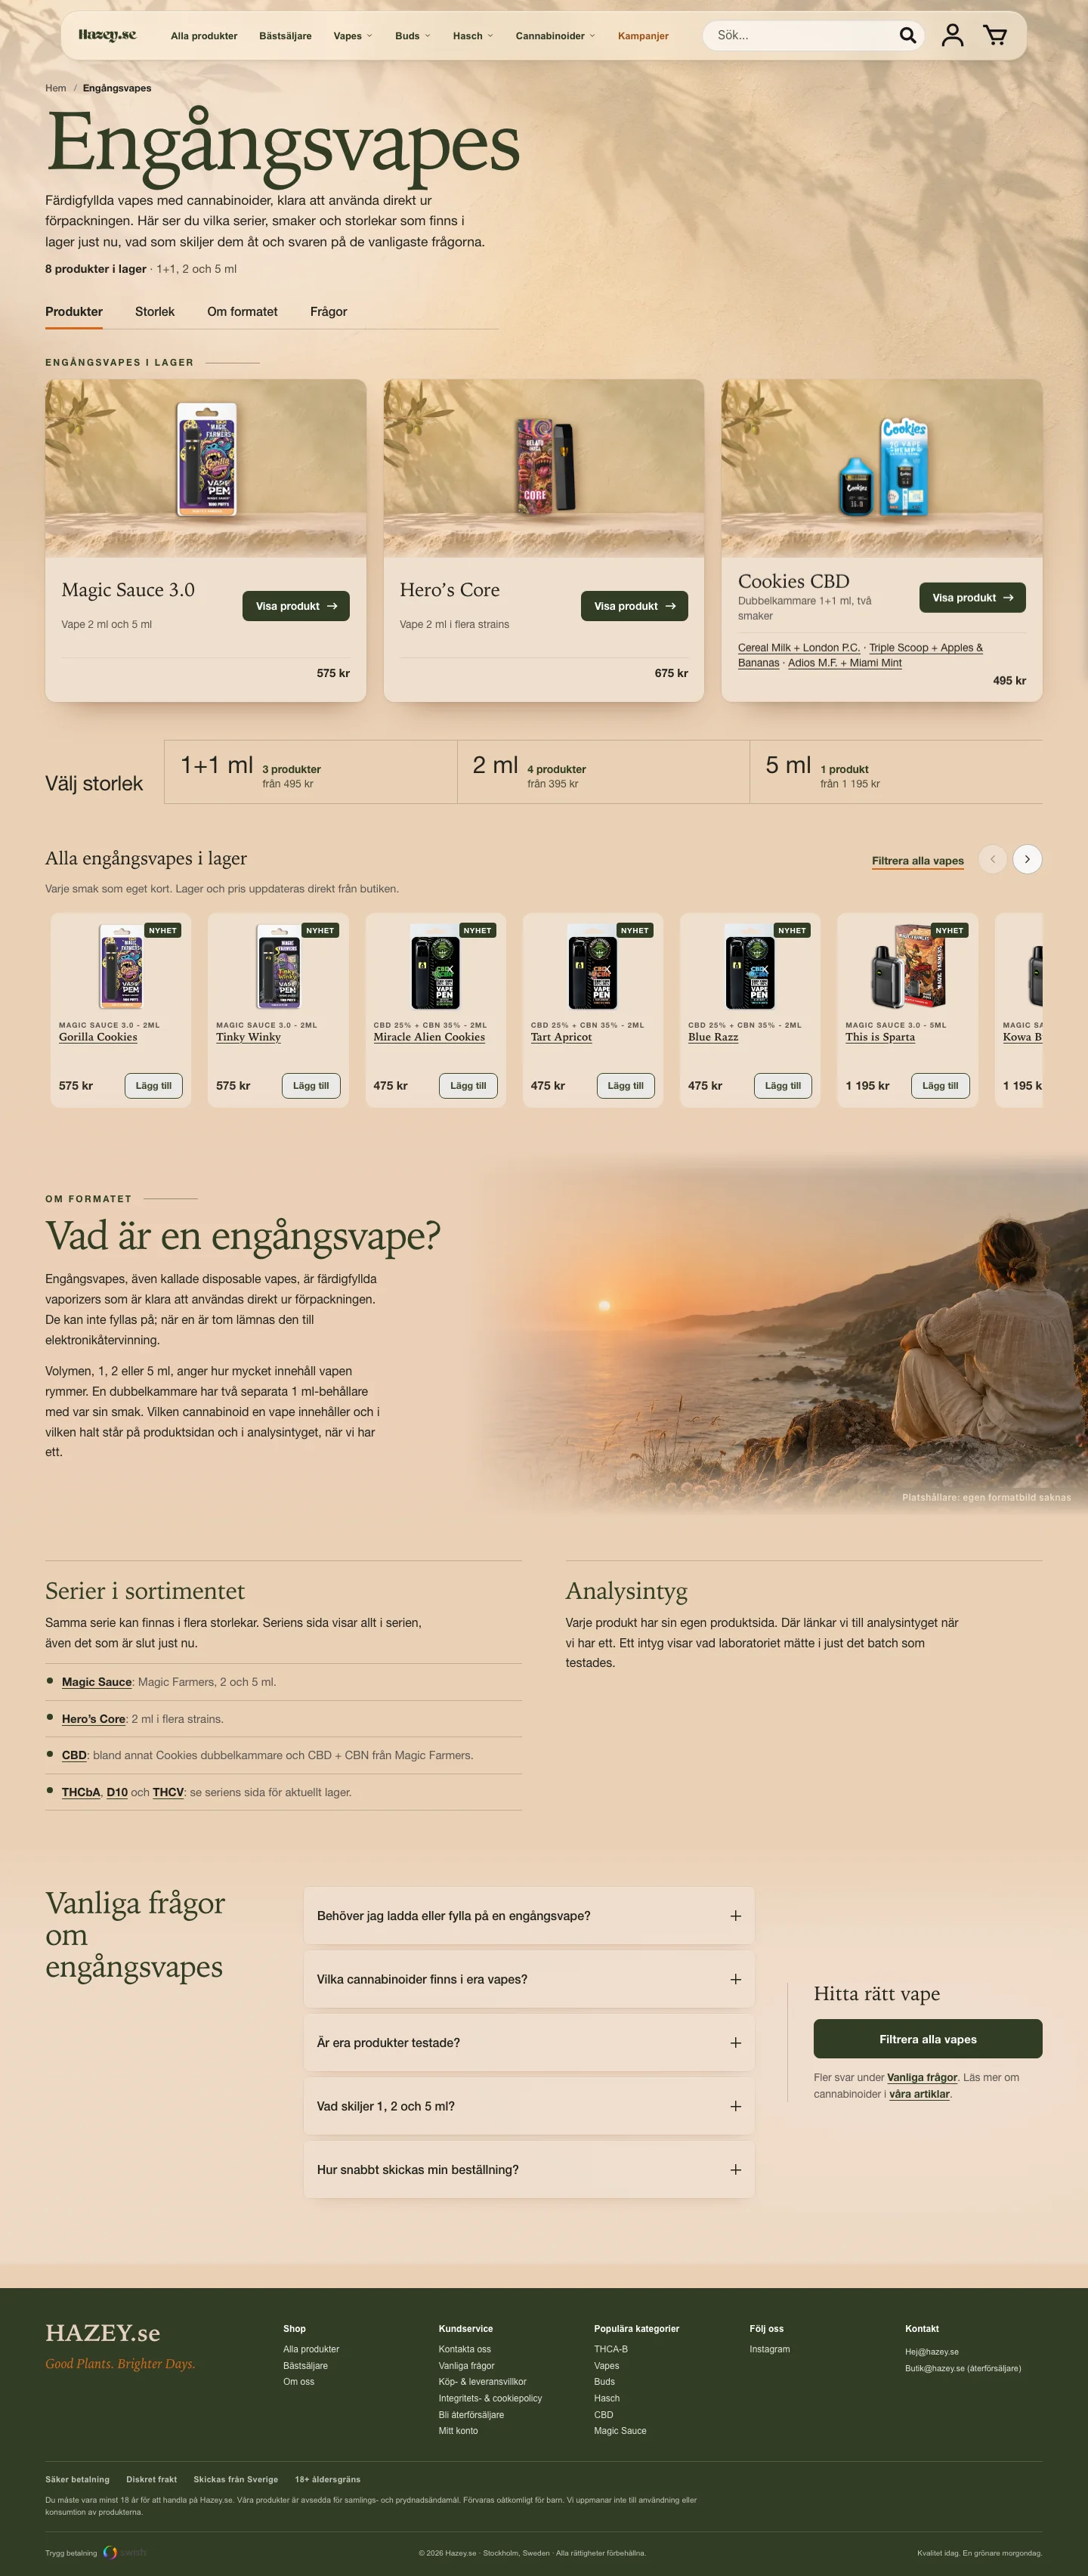 Hazey.se
Alla produkter
Bästsäljare
Vapes
Buds
Hasch
Cannabinoider
Kampanjer
Sök...
Hem / Engångsvapes
Engångsvapes
Färdigfyllda vapes med cannabinoider, klara att använda direkt ur
förpackningen. Här ser du vilka serier, smaker och storlekar som finns i
lager just nu, vad som skiljer dem åt och svaren på de vanligaste frågorna.
8 produkter i lager · 1+1, 2 och 5 ml
Produkter
Storlek
Om formatet
Frågor
ENGÅNGSVAPES I LAGER
MAGIC
FARMERS
Gorilla
VAPE
PEN
GELATO
CORE
Cookies
Cookies
Magic Sauce 3.0
Vape 2 ml och 5 ml
Visa produkt →
575 kr
Hero's Core
Vape 2 ml i flera strains
Visa produkt →
675 kr
Cookies CBD
Dubbelkammare 1+1 ml, två
smaker
Visa produkt →
Cereal Milk + London P.C. · Triple Scoop + Apples &
Bananas · Adios M.F. + Miami Mint
495 kr
Välj storlek
1+1 ml
3 produkter
från 495 kr
2 ml
4 produkter
från 395 kr
5 ml
1 produkt
från 1 195 kr
Alla engångsvapes i lager
Filtrera alla vapes
Varje smak som eget kort. Lager och pris uppdateras direkt från butiken.
NYHET
VAPE
PEN
MAGIC SAUCE 3.0 - 2ML
Gorilla Cookies
575 kr
Lägg till
NYHET
VAPE
PEN
MAGIC SAUCE 3.0 - 2ML
Tinky Winky
575 kr
Lägg till
NYHET
VAPE
PEN
CBD 25% + CBN 35% - 2ML
Miracle Alien Cookies
475 kr
Lägg till
NYHET
VAPE
PEN
CBD 25% + CBN 35% - 2ML
Tart Apricot
475 kr
Lägg till
NYHET
VAPE
PEN
CBD 25% + CBN 35% - 2ML
Blue Razz
475 kr
Lägg till
NYHET
MAGIC SAUCE 3.0 - 5ML
This is Sparta
1 195 kr
Lägg till
MAGIC SA
Kowa B
1 195 k
OM FORMATET
Vad är en engångsvape?
Engångsvapes, även kallade disposable vapes, är färdigfyllda
vaporizers som är klara att användas direkt ur förpackningen.
De kan inte fyllas på; när en är tom lämnas den till
elektronikåtervinning.
Volymen, 1, 2 eller 5 ml, anger hur mycket innehåll vapen
rymmer. En dubbelkammare har två separata 1 ml-behållare
med var sin smak. Vilken cannabinoid en vape innehåller och i
vilken halt står på produktsidan och i analysintyget, när vi har
ett.
Platshållare: egen formatbild saknas
Serier i sortimentet
Samma serie kan finnas i flera storlekar. Seriens sida visar allt i serien,
även det som är slut just nu.
Magic Sauce: Magic Farmers, 2 och 5 ml.
Hero's Core: 2 ml i flera strains.
CBD: bland annat Cookies dubbelkammare och CBD + CBN från Magic Farmers.
THCbA, D10 och THCV: se seriens sida för aktuellt lager.
Analysintyg
Varje produkt har sin egen produktsida. Där länkar vi till analysintyget när
vi har ett. Ett intyg visar vad laboratoriet mätte i just det batch som
testades.
Vanliga frågor
om
engångsvapes
Behöver jag ladda eller fylla på en engångsvape?
Vilka cannabinoider finns i era vapes?
Är era produkter testade?
Vad skiljer 1, 2 och 5 ml?
Hur snabbt skickas min beställning?
Hitta rätt vape
Filtrera alla vapes
Fler svar under Vanliga frågor. Läs mer om
cannabinoider i våra artiklar.
HAZEY.se
Good Plants. Brighter Days.
Shop
Alla produkter
Bästsäljare
Om oss
Kundservice
Kontakta oss
Vanliga frågor
Köp- & leveransvillkor
Integritets- & cookiepolicy
Bli återförsäljare
Mitt konto
Populära kategorier
THCA-B
Vapes
Buds
Hasch
CBD
Magic Sauce
Följ oss
Instagram
Kontakt
Hej@hazey.se
Butik@hazey.se (återförsäljare)
Säker betalning
Diskret frakt
Skickas från Sverige
18+ åldersgräns
Du måste vara minst 18 år för att handla på Hazey.se. Våra produkter är avsedda för samlings- och prydnadsändamål. Förvaras oåtkomligt för barn. Vi uppmanar inte till användning eller
konsumtion av produkterna.
Trygg betalning
swish
© 2026 Hazey.se · Stockholm, Sweden · Alla rättigheter förbehållna.
Kvalitet idag. En grönare morgondag.